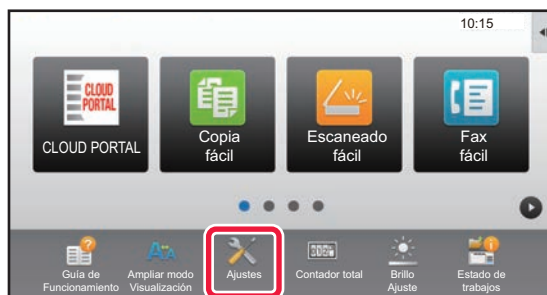 10:15
CLOUD
PORTAL
CLOUD PORTAL
Copia
fácil
Escaneado
fácil
Fax
fácil
Guía de
Funcionamiento
Ampliar modo
Visualización
Ajustes
Contador total
Brillo
Ajuste
Estado de
trabajos